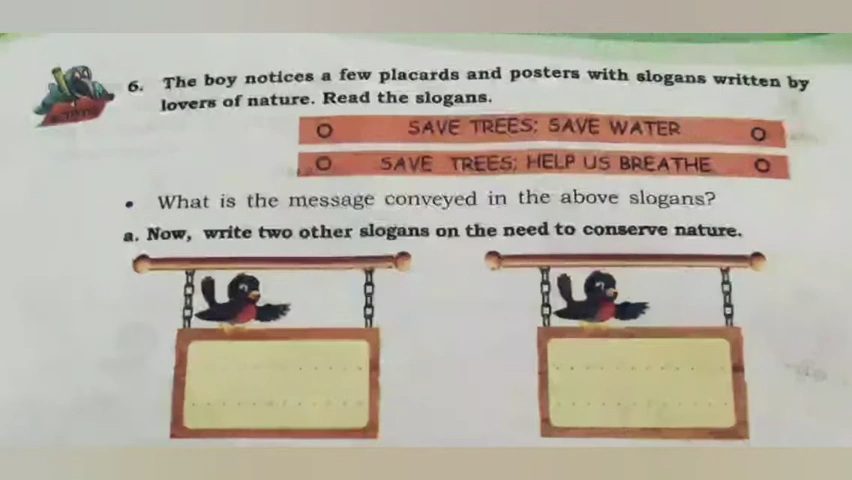 6. The boy notices a few placards and posters with slogans written by
lovers of nature. Read the slogans.
SAVE TREES; SAVE WATER
SAVE TREES; HELP US BREATHE
• What is the message conveyed in the above slogans?
a. Now, write two other slogans on the need to conserve nature.